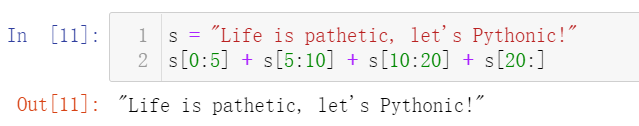 In [11]: 1 s = "Life is pathetic, let's Pythonic!"
2 s[0:5] + s[5:10] + s[10:20] + s[20:]
Out[11]: "Life is pathetic, let's Pythonic!"